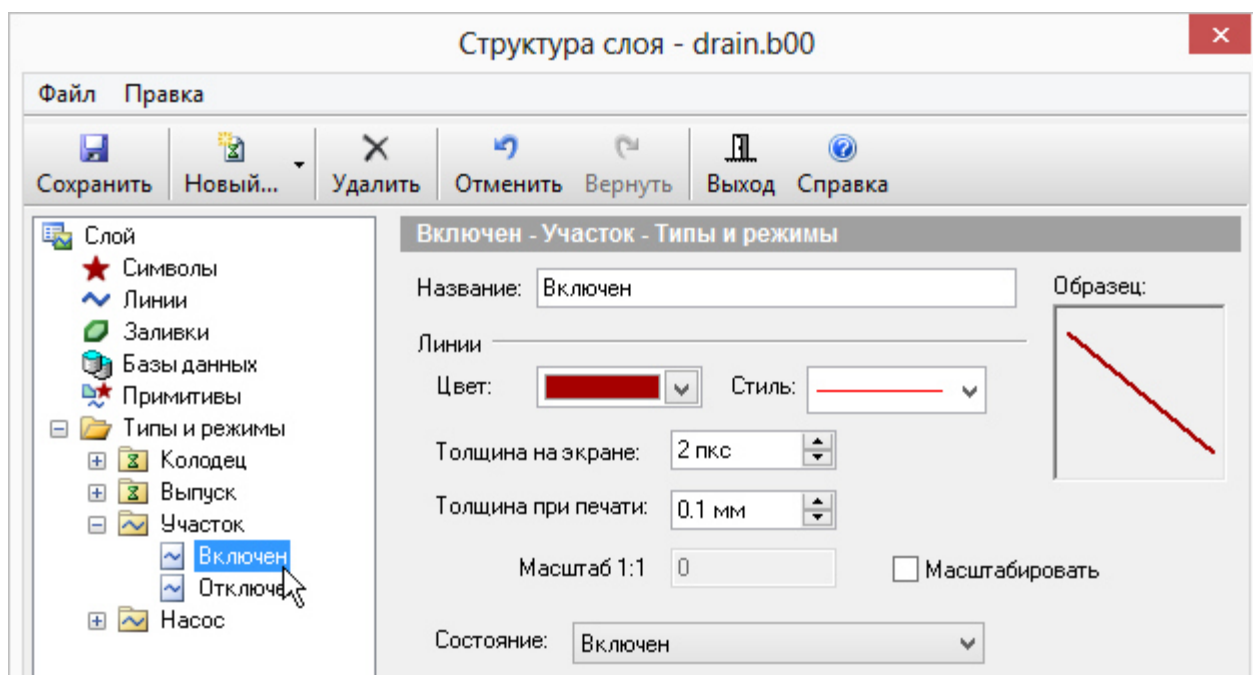 Структура слоя - drain.b00
Файл Правка
Сохранить Новый... Удалить Отменить Вернуть Выход Справка
Слой
Символы
Линии
Заливки
Базы данных
Примитивы
Типы и режимы
Колодец
Выпуск
Участок
Включен
Отключе
Насос
Включен - Участок - Типы и режимы
Название: Включен
Образец:
Линии
Цвет: Стиль:
Толщина на экране: 2 пкс
Толщина при печати: 0.1 мм
Масштаб 1:1 0 Масштабировать
Состояние: Включен